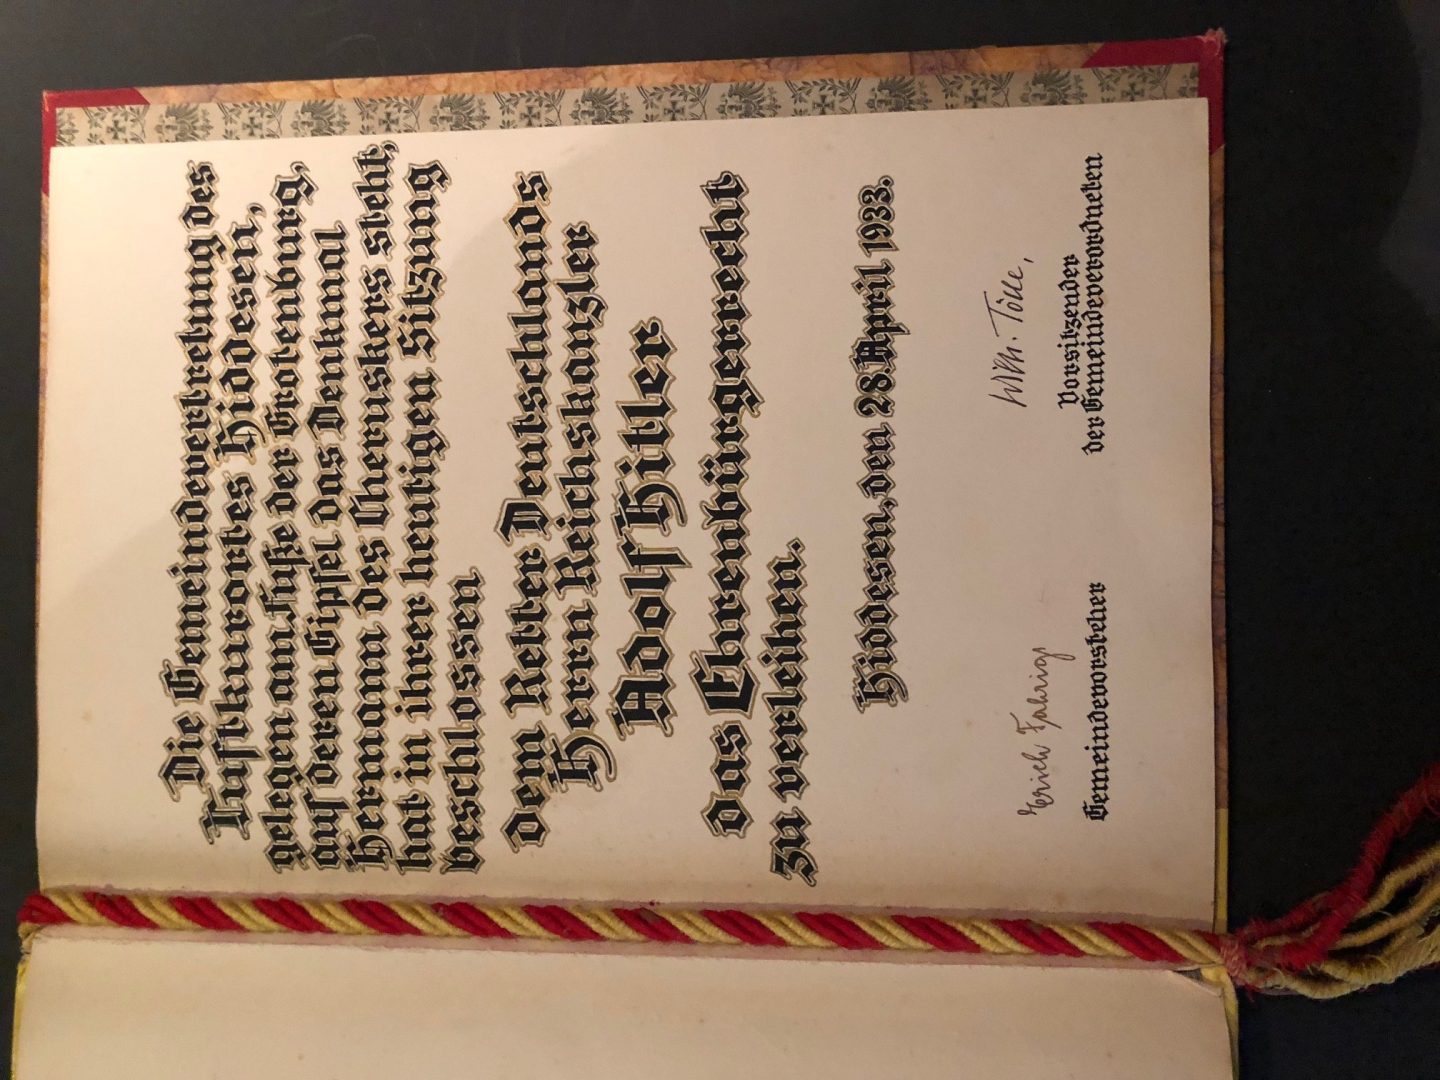 Die Gemeindevertretung des
Luftkurortes Hiddesen,
gelegen am Fuße der Grotenburg,
auf deren Gipfel das Denkmal
Hermann des Cheruskers steht,
hat in ihrer heutigen Sitzung
beschlossen
dem Retter Deutschlands
Herrn Reichskanzler
Adolf Hitler
das Ehrenbürgerrecht
zu verleihen.
Hiddesen, den 28. April 1933.
Erich Fahrings
Gemeindevorsteher
Wilh. Tölle,
Vorsitzender
der Gemeindeverordneten